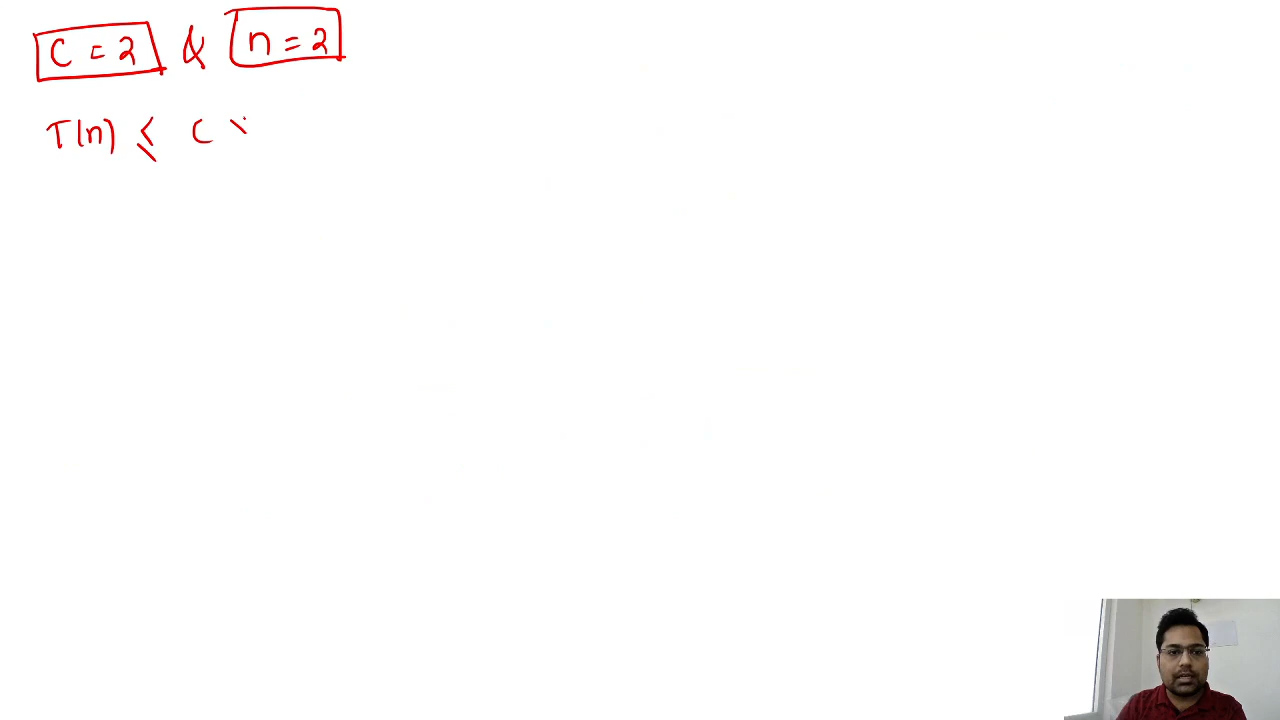 C = 2 & n = 2
T(n) ≤ C